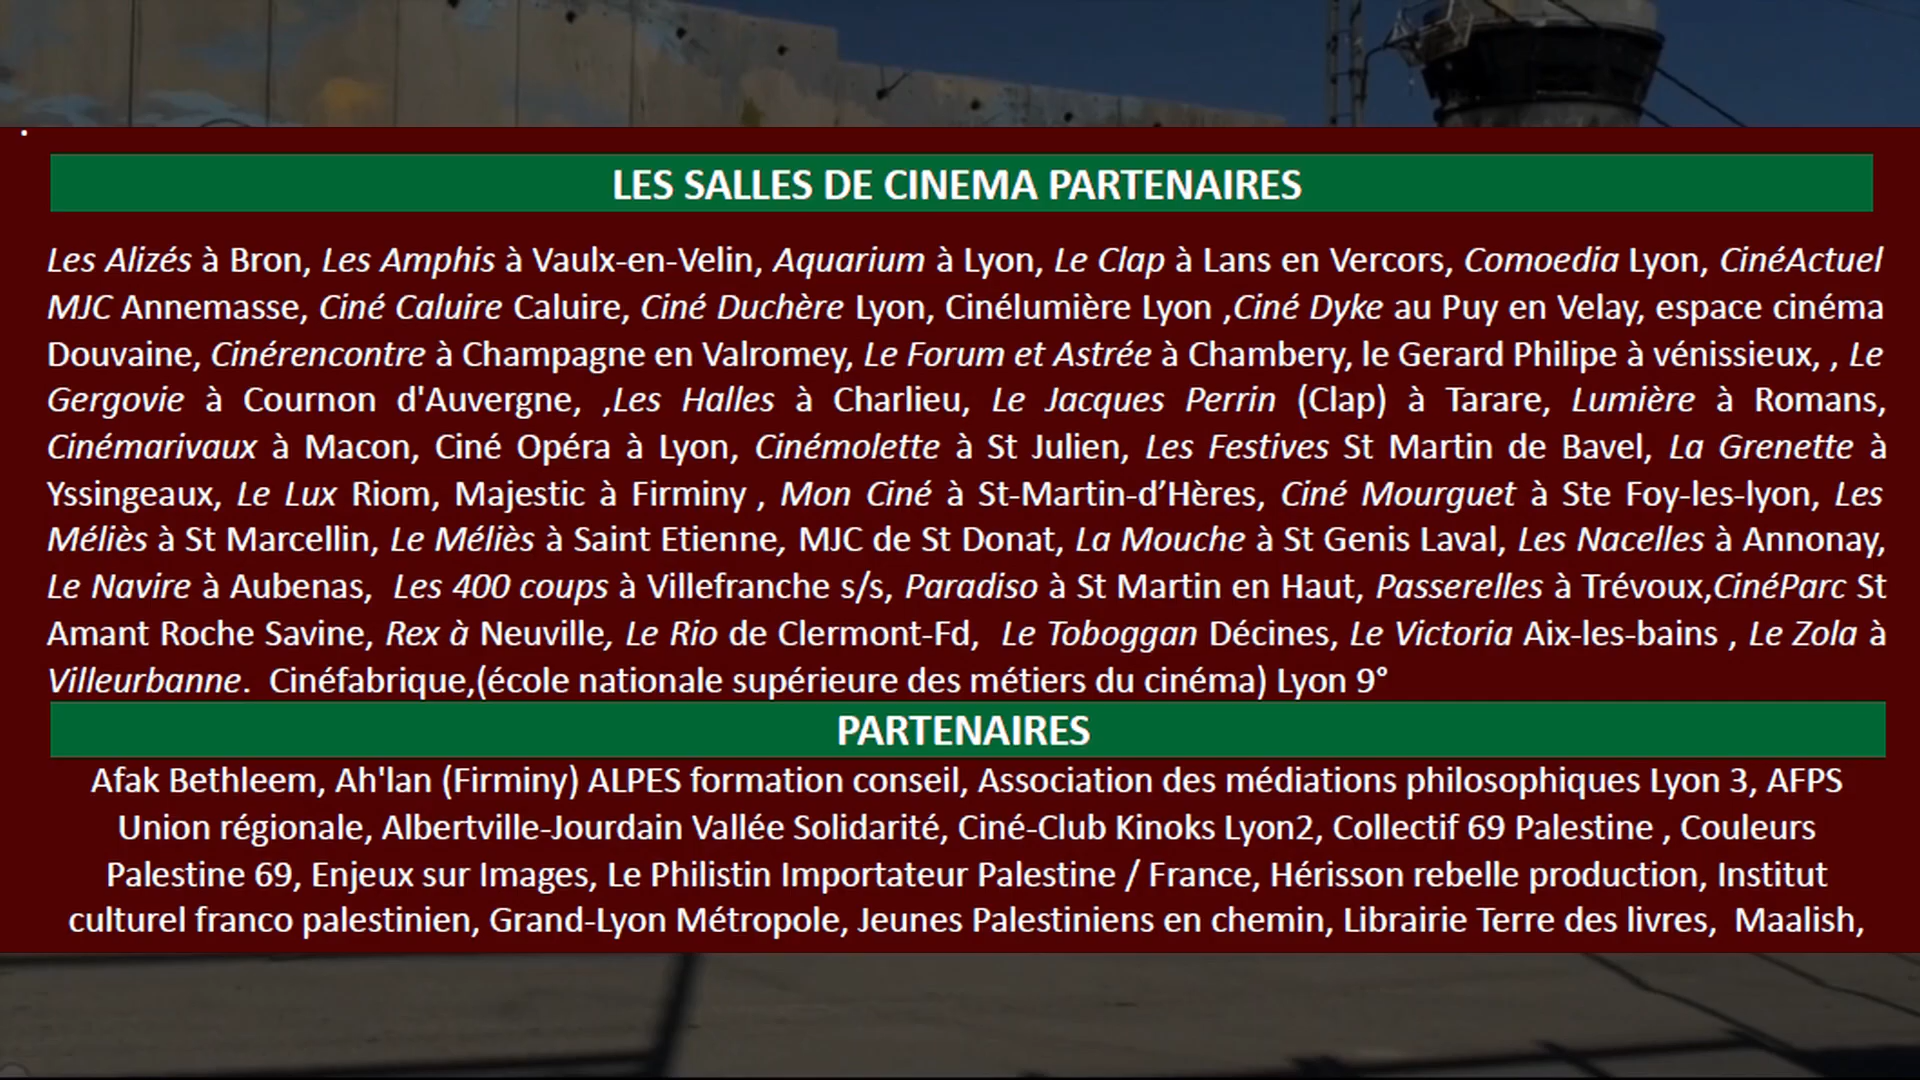 LES SALLES DE CINEMA PARTENAIRES
Les Alizés à Bron, Les Amphis à Vaulx-en-Velin, Aquarium à Lyon, Le Clap à Lans en Vercors, Comoedia Lyon, CinéActuel
MJC Annemasse, Ciné Caluire Caluire, Ciné Duchère Lyon, Cinélumière Lyon ,Ciné Dyke au Puy en Velay, espace cinéma
Douvaine, Cinérencontre à Champagne en Valromey, Le Forum et Astrée à Chambery, le Gerard Philipe à vénissieux, , Le
Gergovie à Cournon d'Auvergne, ,Les Halles à Charlieu, Le Jacques Perrin (Clap) à Tarare, Lumière à Romans,
Cinémarivaux à Macon, Ciné Opéra à Lyon, Cinémolette à St Julien, Les Festives St Martin de Bavel, La Grenette à
Yssingeaux, Le Lux Riom, Majestic à Firminy , Mon Ciné à St-Martin-d’Hères, Ciné Mourguet à Ste Foy-les-lyon, Les
Méliès à St Marcellin, Le Méliès à Saint Etienne, MJC de St Donat, La Mouche à St Genis Laval, Les Nacelles à Annonay,
Le Navire à Aubenas, Les 400 coups à Villefranche s/s, Paradiso à St Martin en Haut, Passerelles à Trévoux,CinéParc St
Amant Roche Savine, Rex à Neuville, Le Rio de Clermont-Fd, Le Toboggan Décines, Le Victoria Aix-les-bains , Le Zola à
Villeurbanne. Cinéfabrique,(école nationale supérieure des métiers du cinéma) Lyon 9°
PARTENAIRES
Afak Bethleem, Ah'lan (Firminy) ALPES formation conseil, Association des médiations philosophiques Lyon 3, AFPS
Union régionale, Albertville-Jourdain Vallée Solidarité, Ciné-Club Kinoks Lyon2, Collectif 69 Palestine , Couleurs
Palestine 69, Enjeux sur Images, Le Philistin Importateur Palestine / France, Hérisson rebelle production, Institut
culturel franco palestinien, Grand-Lyon Métropole, Jeunes Palestiniens en chemin, Librairie Terre des livres, Maalish,